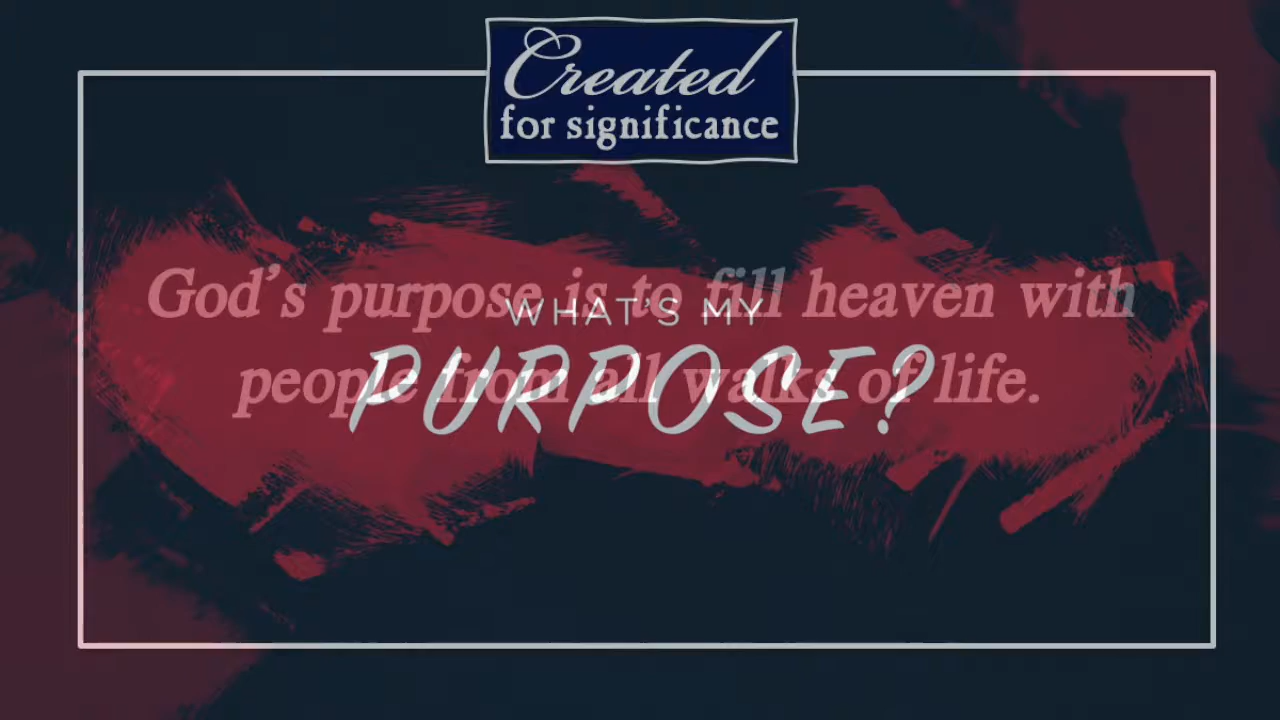 Created
for significance
God's purpose is to fill heaven with
people from all walks of life.
WHAT'S MY
PURPOSE?